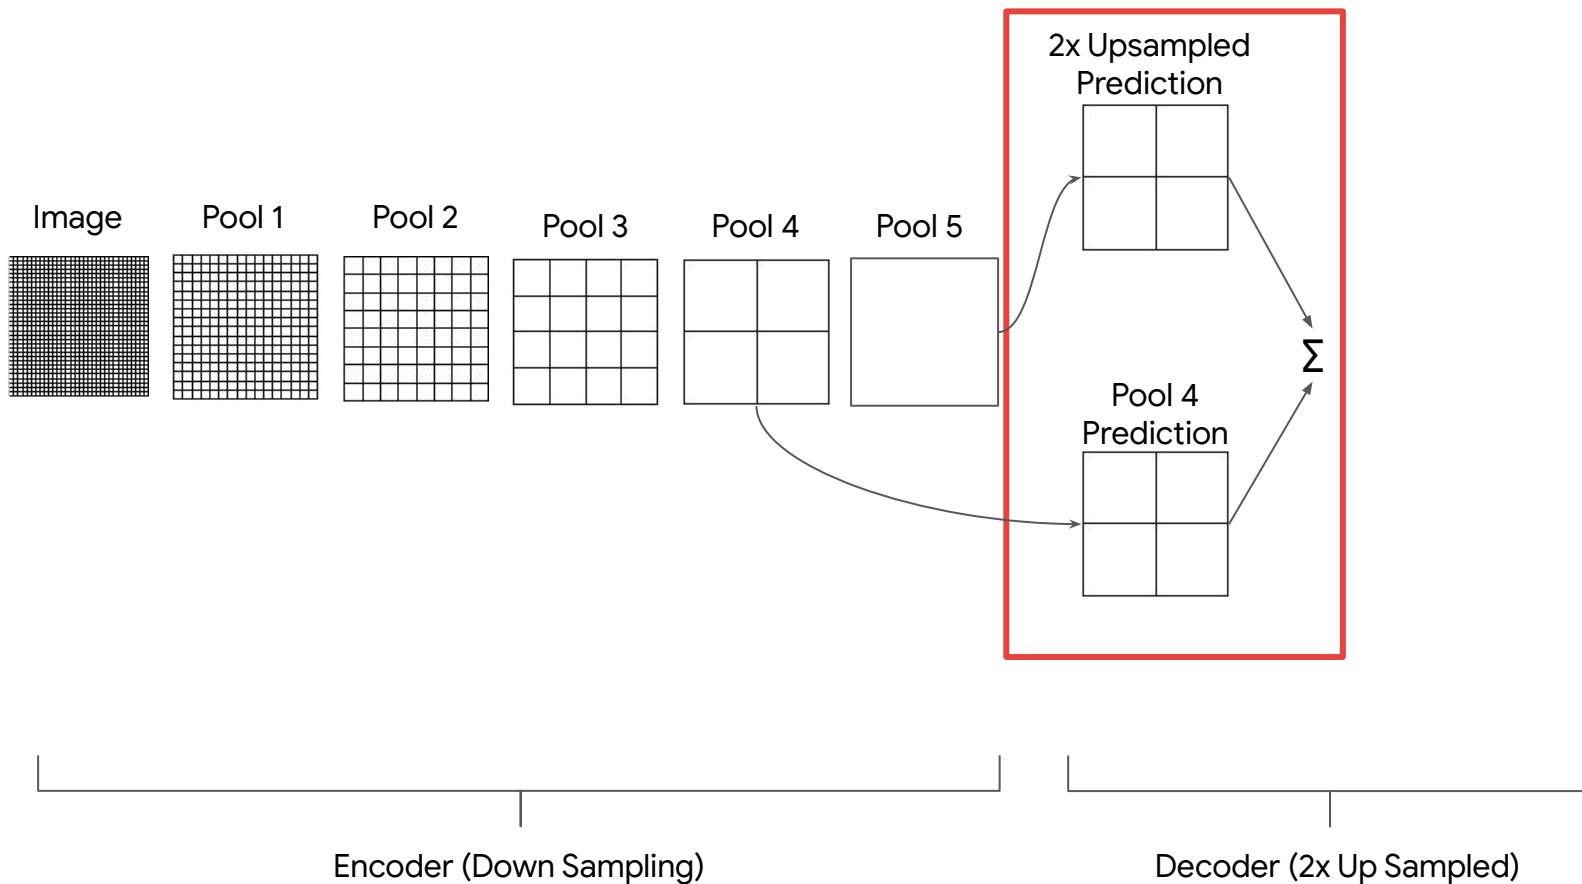 2x Upsampled
Prediction
Image
Pool 1
Pool 2
Pool 3
Pool 4
Pool 5
Σ
Pool 4
Prediction
Encoder (Down Sampling)
Decoder (2x Up Sampled)